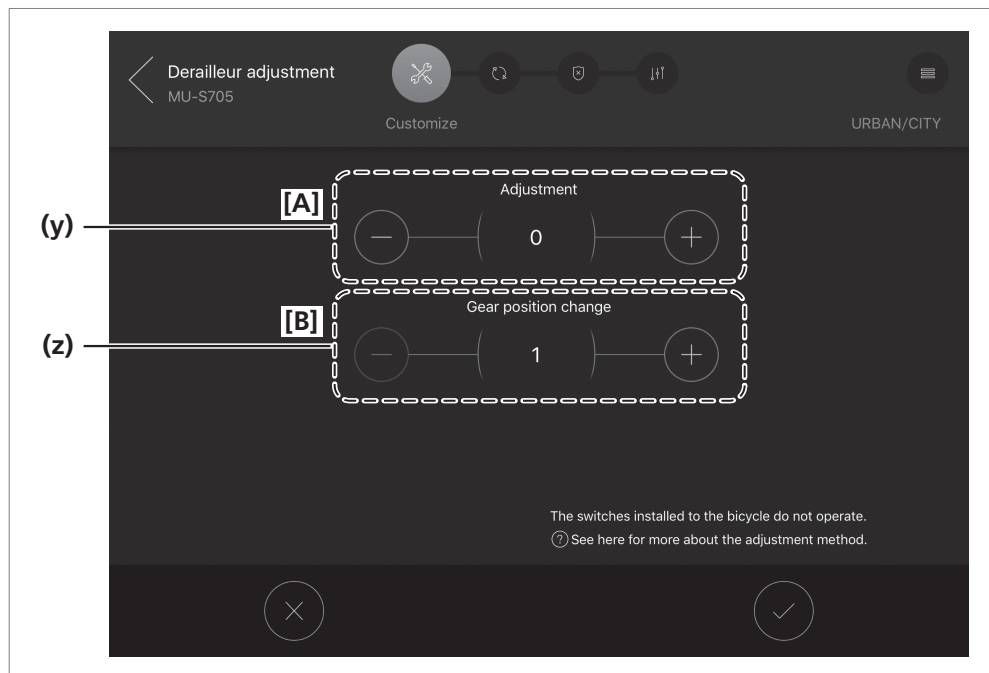 Derailleur adjustment
MU-S705
Customize
URBAN/CITY
[A]
Adjustment
(y)
0
[B]
Gear position change
(z)
1
The switches installed to the bicycle do not operate.
? See here for more about the adjustment method.